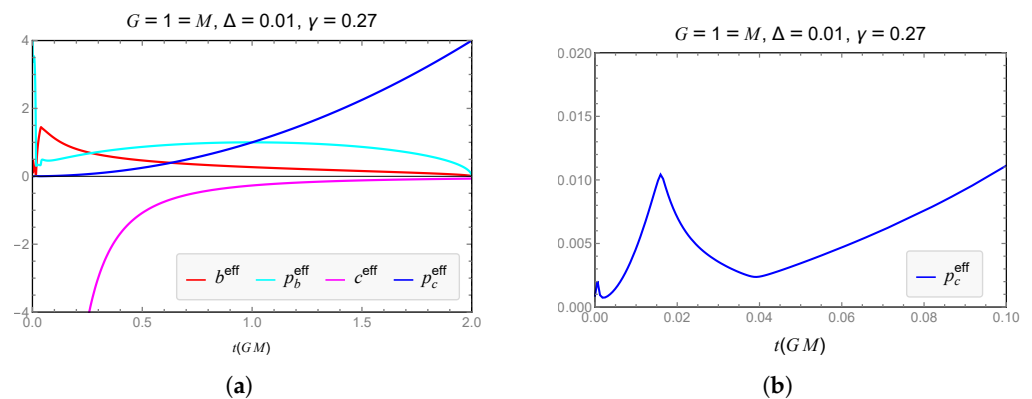 G = 1 = M, Δ = 0.01, γ = 0.27
4
2
0
−2
−4
0.0 0.5 1.0 1.5 2.0
b^eff p_b^eff c^eff p_c^eff
t(G M)
(a)
G = 1 = M, Δ = 0.01, γ = 0.27
0.020
0.015
0.010
0.005
0.000
0.00 0.02 0.04 0.06 0.08 0.10
p_c^eff
t(G M)
(b)